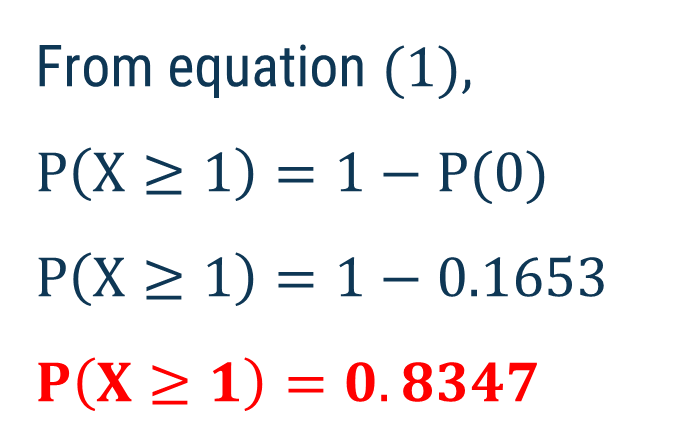 From equation (1),
P(X ≥ 1) = 1 − P(0)
P(X ≥ 1) = 1 − 0.1653
P(X ≥ 1) = 0.8347